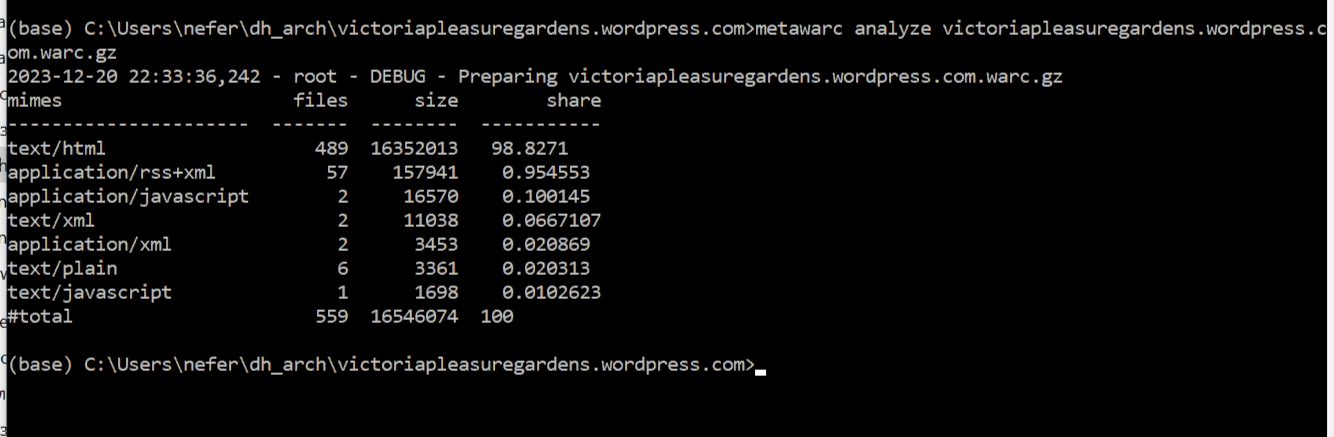 (base) C:\Users\nefer\dh_arch\victoriapleasuregardens.wordpress.com>metawarc analyze victoriapleasuregardens.wordpress.c
om.warc.gz
2023-12-20 22:33:36,242 - root - DEBUG - Preparing victoriapleasuregardens.wordpress.com.warc.gz
mimes                     files      size        share
----------------------  -------  --------  -----------
text/html                   489  16352013   98.8271
application/rss+xml          57    157941    0.954553
application/javascript        2     16570    0.100145
text/xml                      2     11038    0.0667107
application/xml               2      3453    0.020869
text/plain                    6      3361    0.020313
text/javascript               1      1698    0.0102623
#total                      559  16546074  100
(base) C:\Users\nefer\dh_arch\victoriapleasuregardens.wordpress.com>